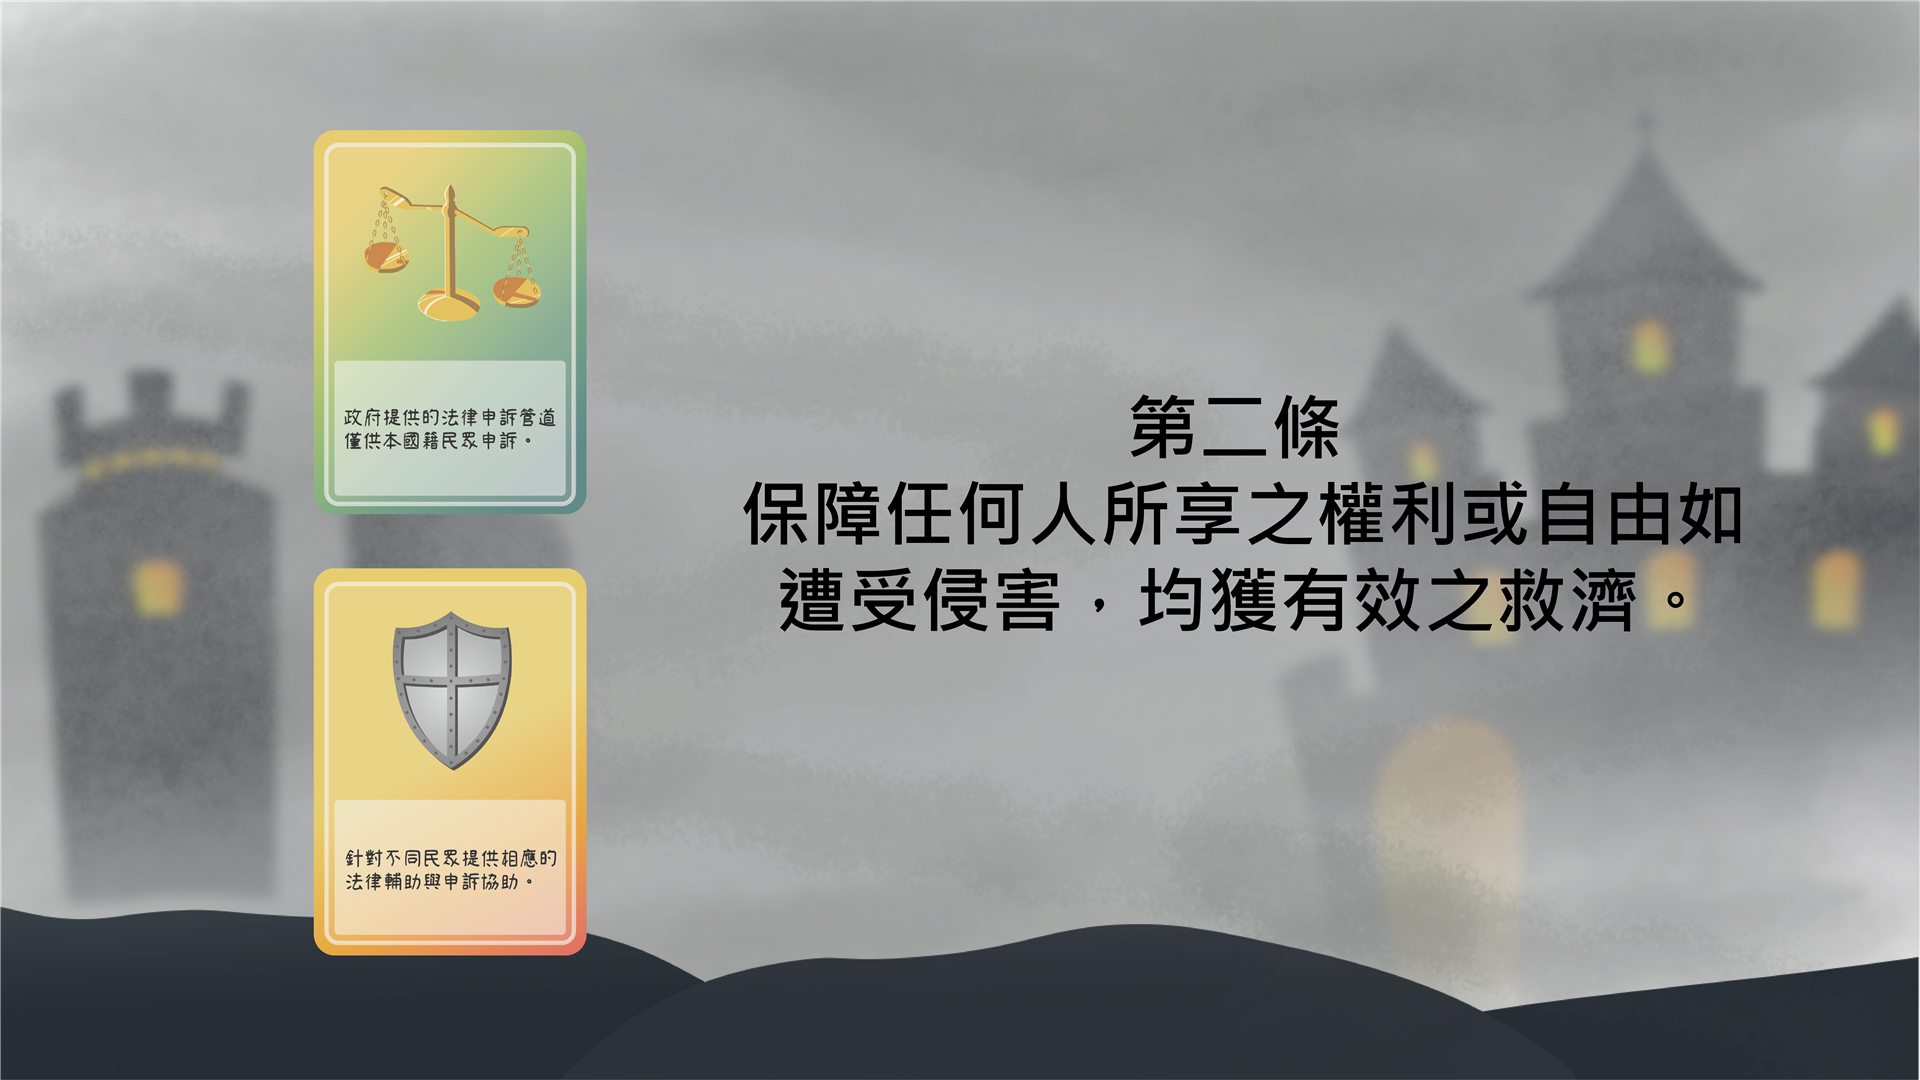 政府提供的法律申訴管道
僅供本國籍民眾申訴。
針對不同民眾提供相應的
法律輔助與申訴協助。
第二條
保障任何人所享之權利或自由如
遭受侵害，均獲有效之救濟。